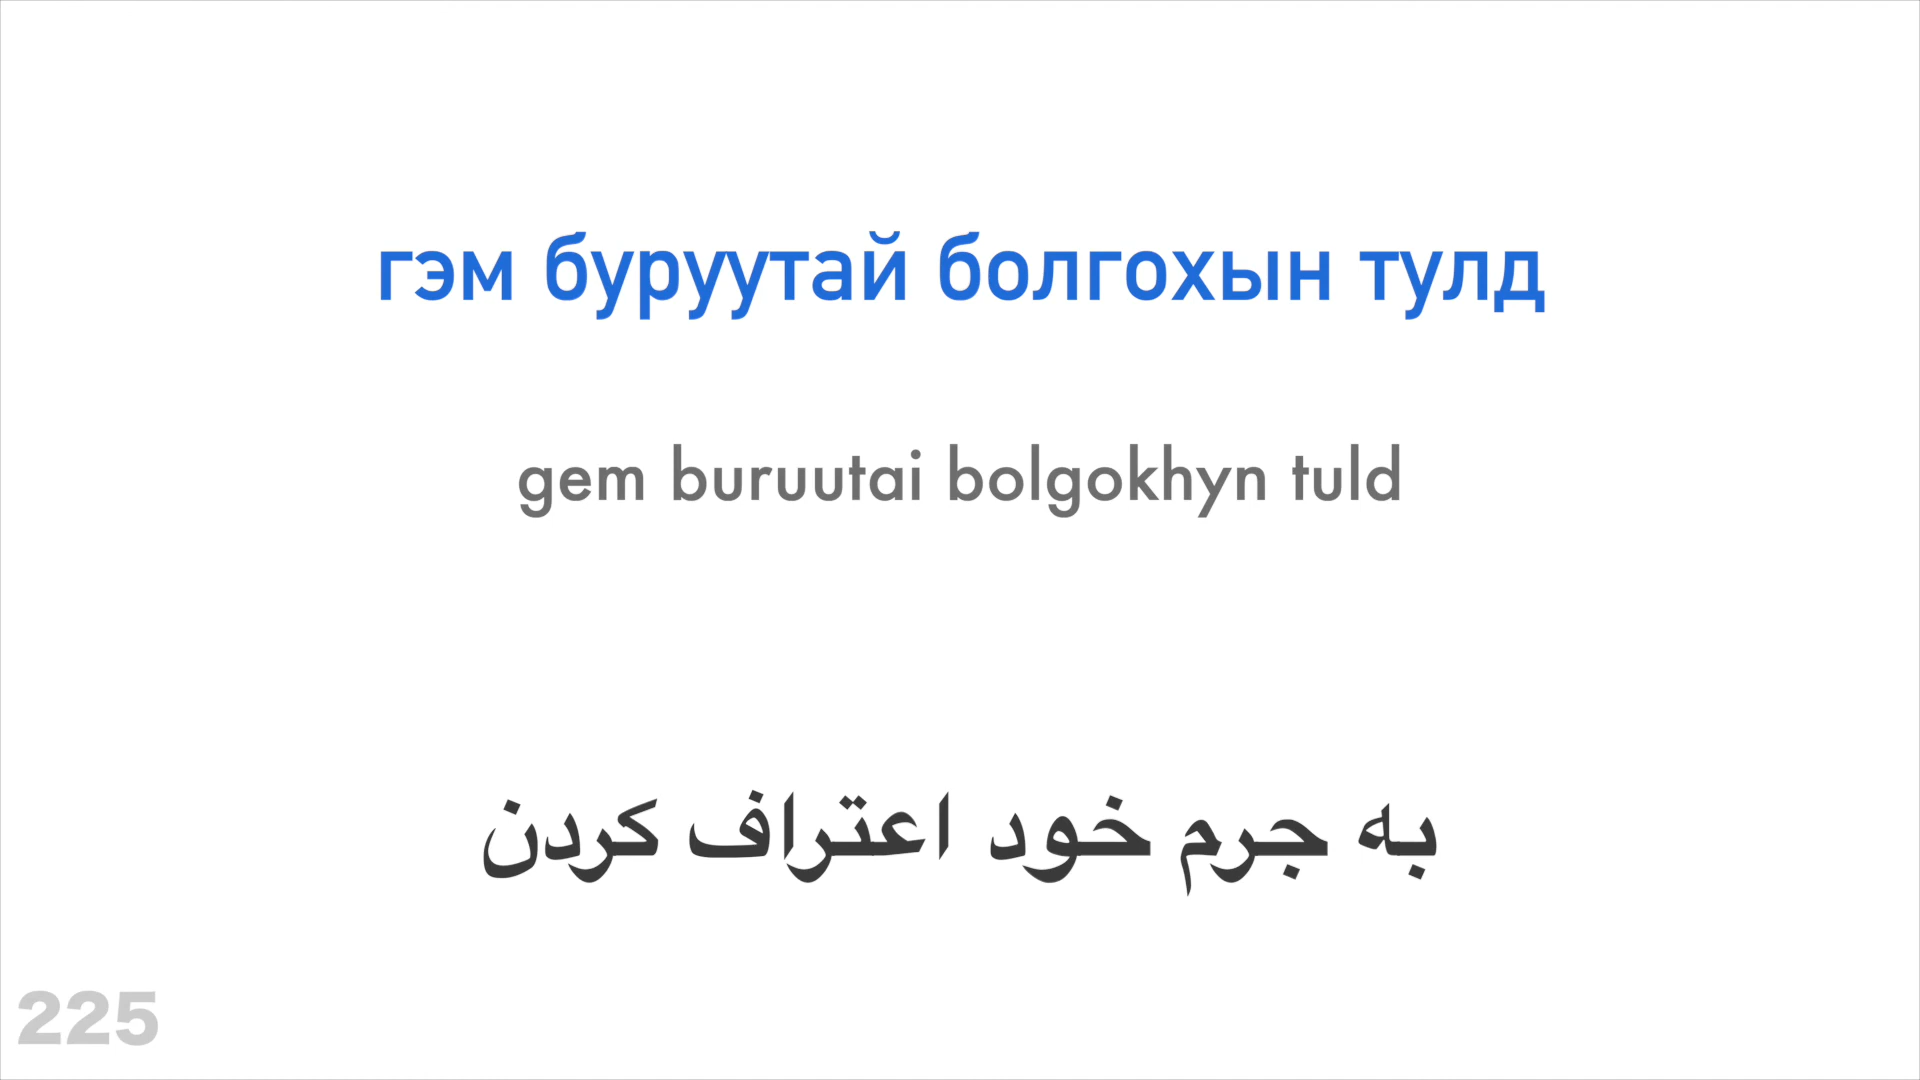 гэм буруутай болгохын тулд
gem buruutai bolgokhyn tuld
به جرم خود اعتراف کردن
225